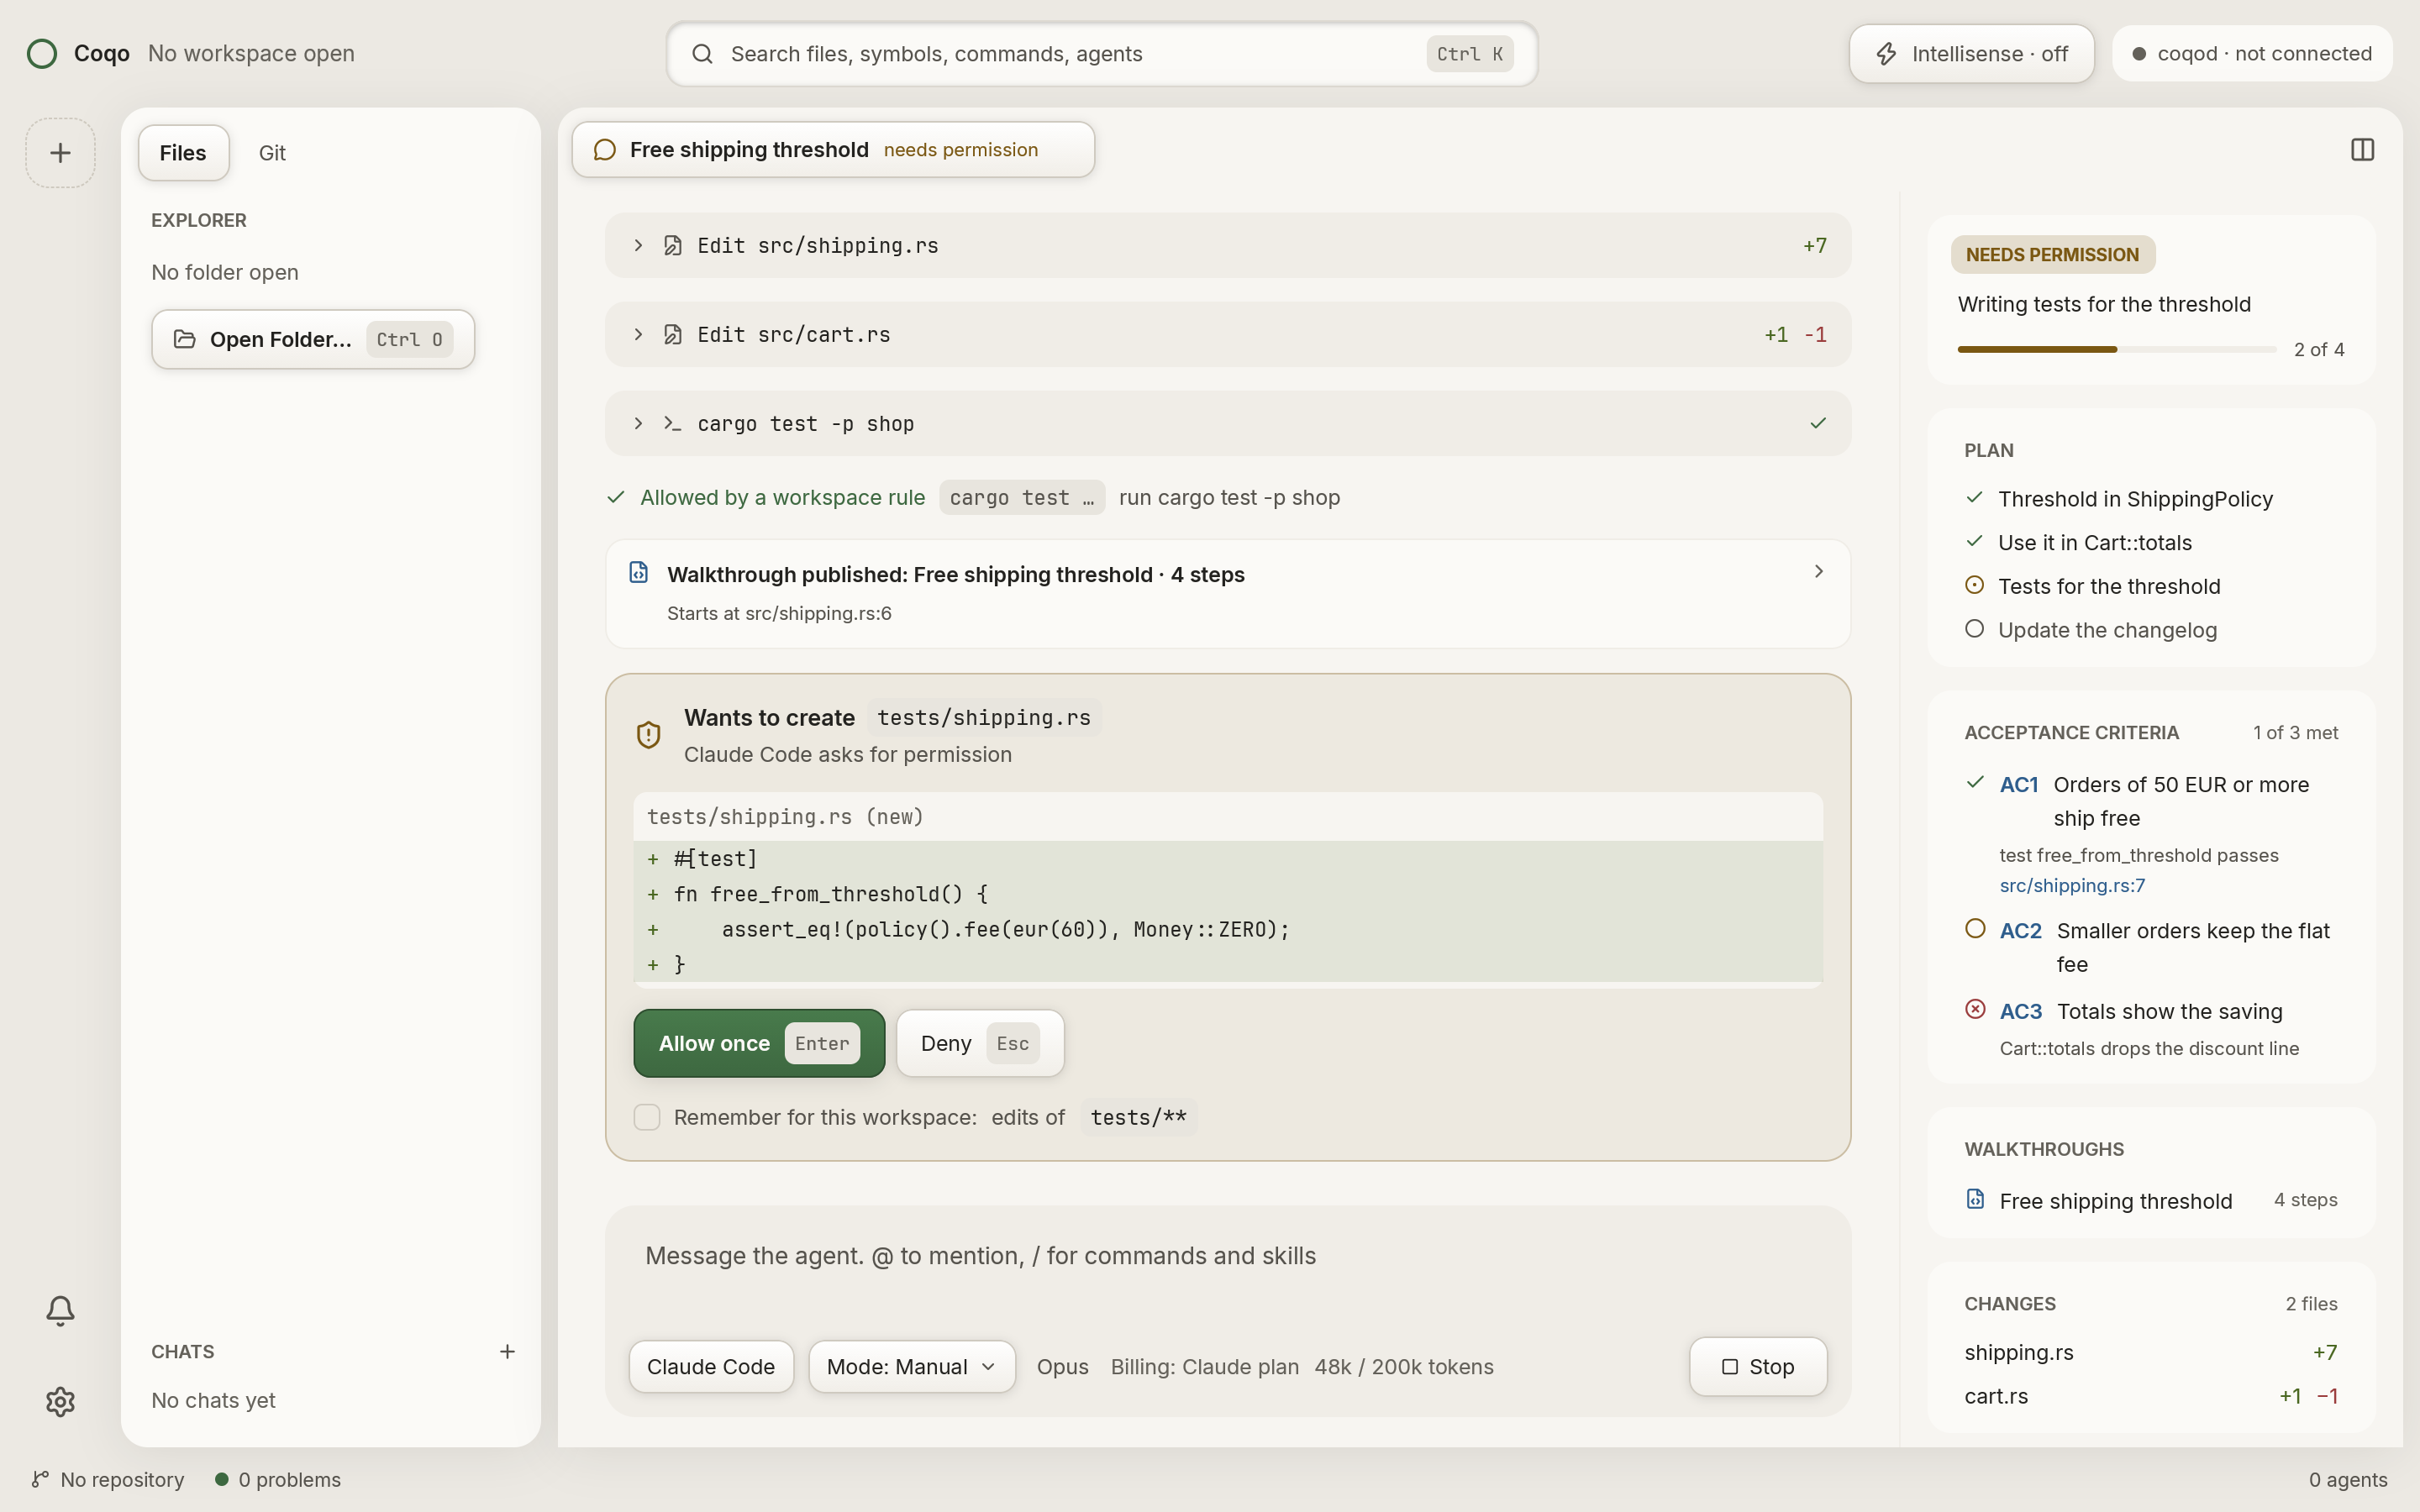 Coqo No workspace open
Search files, symbols, commands, agents Ctrl K
Intellisense · off
coqod · not connected
Files Git
EXPLORER
No folder open
Open Folder... Ctrl O
CHATS
No chats yet
Free shipping threshold needs permission
Edit src/shipping.rs +7
Edit src/cart.rs +1 -1
cargo test -p shop
Allowed by a workspace rule cargo test … run cargo test -p shop
Walkthrough published: Free shipping threshold · 4 steps
Starts at src/shipping.rs:6
Wants to create tests/shipping.rs
Claude Code asks for permission
tests/shipping.rs (new)
+ #[test]
+ fn free_from_threshold() {
+     assert_eq!(policy().fee(eur(60)), Money::ZERO);
+ }
Allow once Enter Deny Esc
Remember for this workspace: edits of tests/**
Message the agent. @ to mention, / for commands and skills
Claude Code Mode: Manual Opus Billing: Claude plan 48k / 200k tokens Stop
NEEDS PERMISSION
Writing tests for the threshold
2 of 4
PLAN
Threshold in ShippingPolicy
Use it in Cart::totals
Tests for the threshold
Update the changelog
ACCEPTANCE CRITERIA 1 of 3 met
AC1 Orders of 50 EUR or more
ship free
test free_from_threshold passes
src/shipping.rs:7
AC2 Smaller orders keep the flat
fee
AC3 Totals show the saving
Cart::totals drops the discount line
WALKTHROUGHS
Free shipping threshold 4 steps
CHANGES 2 files
shipping.rs +7
cart.rs +1 −1
No repository 0 problems
0 agents